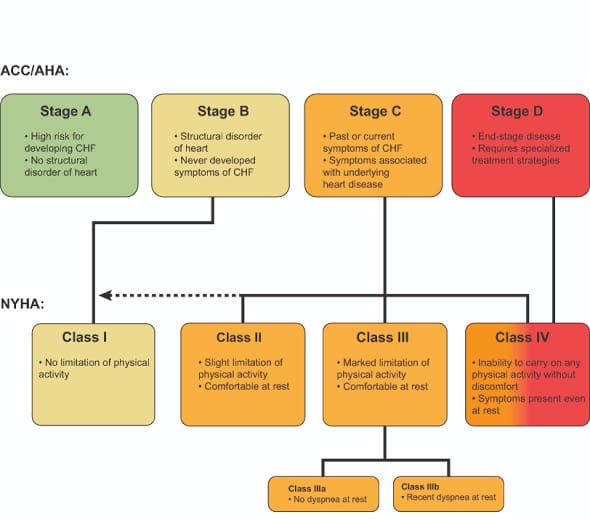 ACC/AHA:
Stage A
• High risk for
developing CHF
• No structural
disorder of heart
Stage B
• Structural disorder
of heart
• Never developed
symptoms of CHF
Stage C
• Past or current
symptoms of CHF
• Symptoms associated
with underlying
heart disease
Stage D
• End-stage disease
• Requires specialized
treatment strategies
NYHA:
Class I
• No limitation of physical
activity
Class II
• Slight limitation of
physical activity
• Comfortable at rest
Class III
• Marked limitation of
physical activity
• Comfortable at rest
Class IV
• Inability to carry on any
physical activity without
discomfort
• Symptoms present even
at rest
Class IIIa
• No dyspnea at rest
Class IIIb
• Recent dyspnea at rest